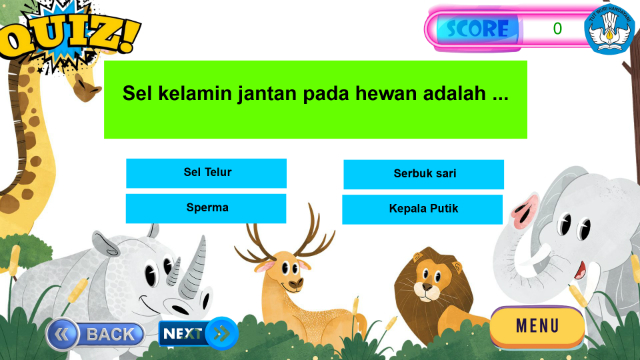 QUIZ!
SCORE 0
Sel kelamin jantan pada hewan adalah ...
Sel Telur
Serbuk sari
Sperma
Kepala Putik
BACK
NEXT
MENU